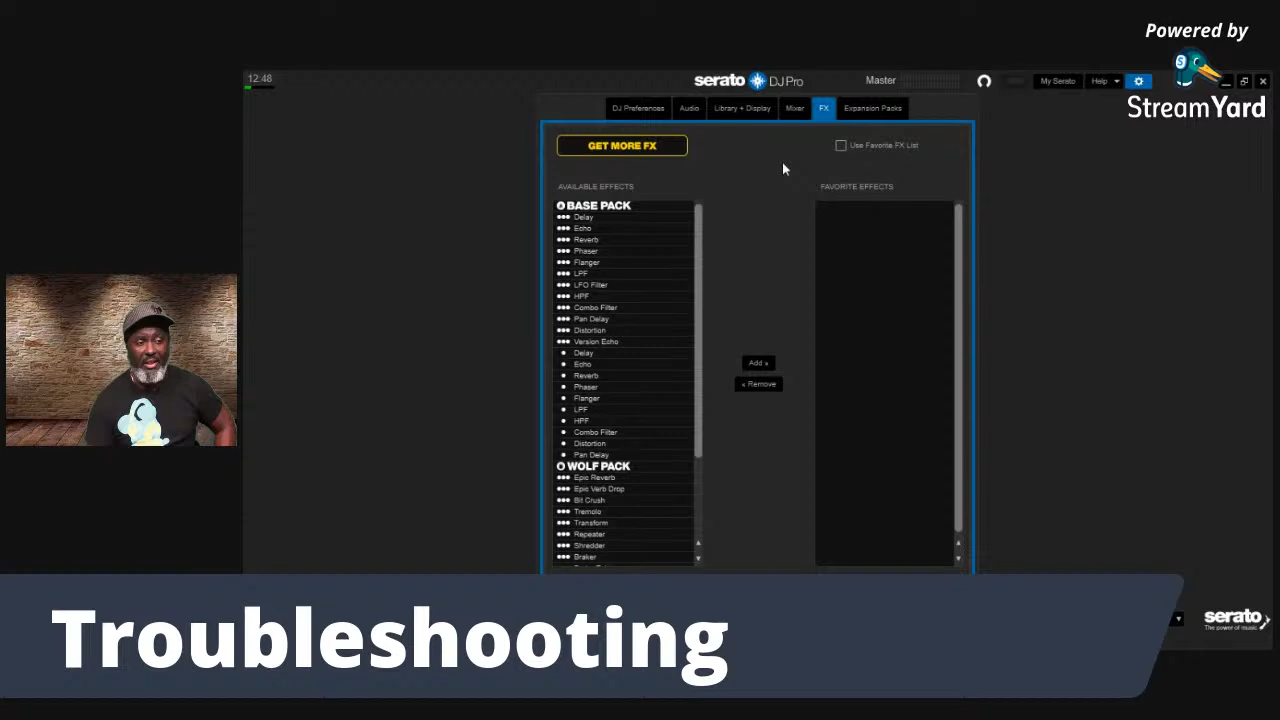 Powered by
StreamYard
12:48
serato DJ Pro
Master
My Serato
Help
DJ Preferences
Audio
Library + Display
Mixer
FX
Expansion Packs
GET MORE FX
Use Favorite FX List
AVAILABLE EFFECTS
FAVORITE EFFECTS
BASE PACK
Delay
Echo
Reverb
Phaser
Flanger
LPF
LFO Filter
HPF
Combo Filter
Pan Delay
Distortion
Version Echo
Delay
Echo
Reverb
Phaser
Flanger
LPF
HPF
Combo Filter
Distortion
Pan Delay
WOLF PACK
Epic Reverb
Epic Verb Drop
Bit Crush
Tremolo
Transform
Repeater
Shredder
Braker
Add »
« Remove
Troubleshooting
serato
The power of music